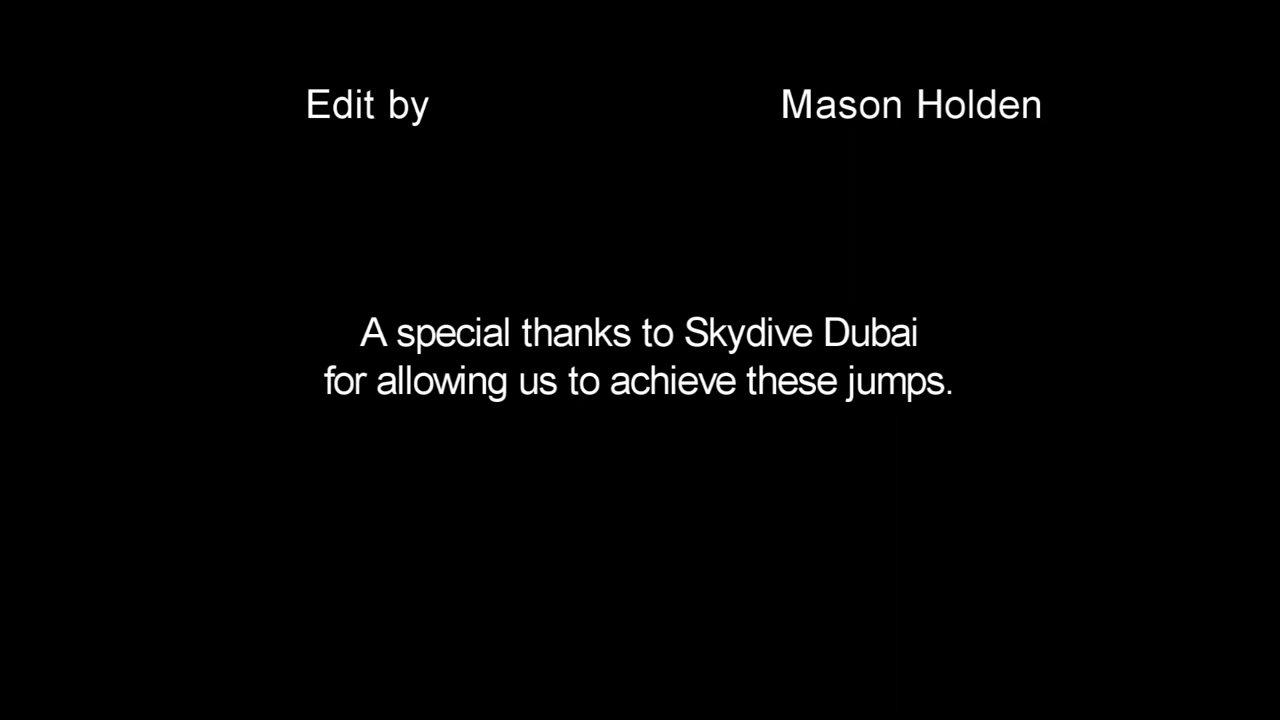 Edit by Mason Holden
A special thanks to Skydive Dubai
for allowing us to achieve these jumps.